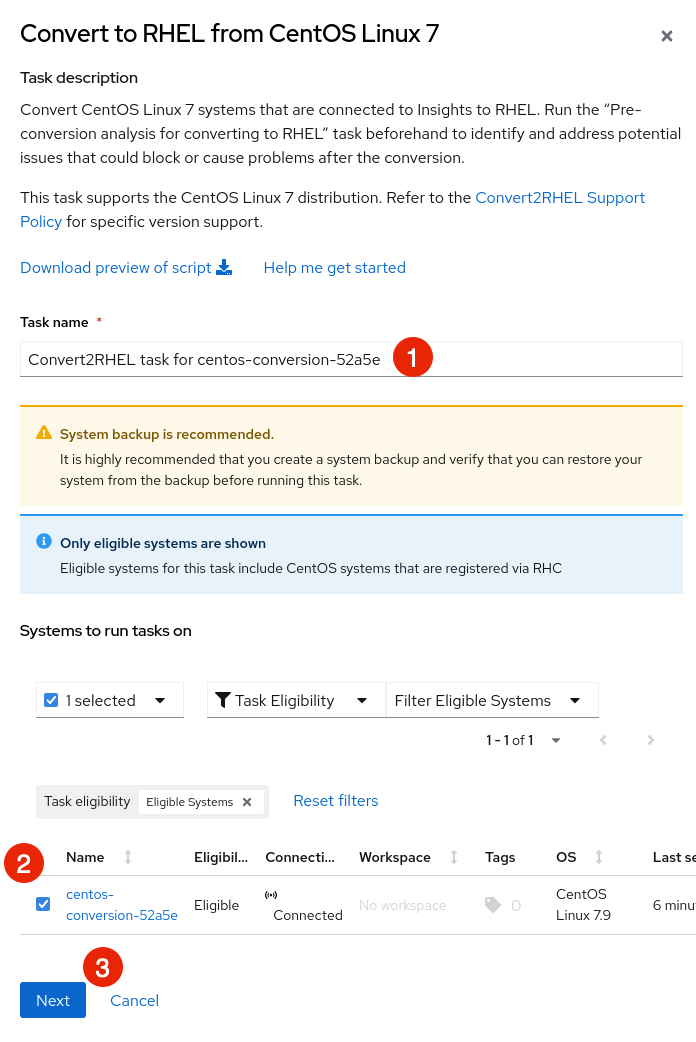 Convert to RHEL from CentOS Linux 7
Task description
Convert CentOS Linux 7 systems that are connected to Insights to RHEL. Run the “Pre-
conversion analysis for converting to RHEL” task beforehand to identify and address potential
issues that could block or cause problems after the conversion.
This task supports the CentOS Linux 7 distribution. Refer to the Convert2RHEL Support
Policy for specific version support.
Download preview of script Help me get started
Task name *
Convert2RHEL task for centos-conversion-52a5e 1
System backup is recommended.
It is highly recommended that you create a system backup and verify that you can restore your
system from the backup before running this task.
Only eligible systems are shown
Eligible systems for this task include CentOS systems that are registered via RHC
Systems to run tasks on
1 selected Task Eligibility Filter Eligible Systems
1 - 1 of 1
Task eligibility Eligible Systems Reset filters
2 Name Eligibil... Connecti... Workspace Tags OS Last se
centos-
conversion-52a5e Eligible Connected No workspace 0 CentOS
Linux 7.9 6 minu
3
Next Cancel